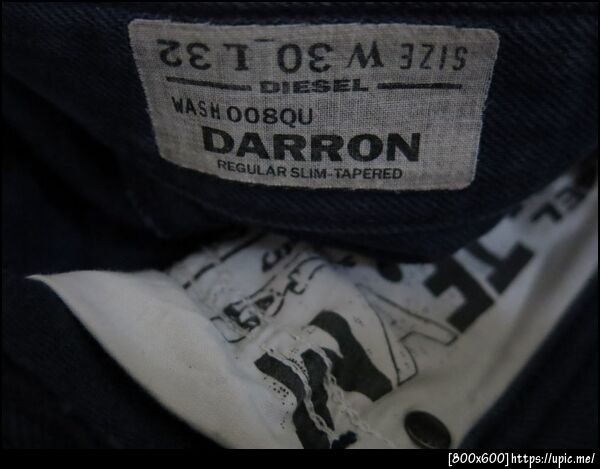 SIZE W 30 L 32
DIESEL
WASH 008QU
DARRON
REGULAR SLIM-TAPERED
[800x600]https://upic.me/